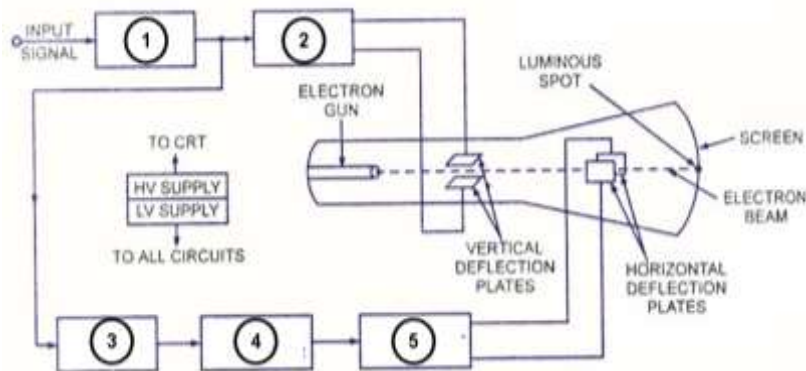 INPUT
SIGNAL
1
2
LUMINOUS
SPOT
ELECTRON
GUN
TO CRT
SCREEN
HV SUPPLY
LV SUPPLY
ELECTRON
BEAM
TO ALL CIRCUITS
VERTICAL
DEFLECTION
PLATES
HORIZONTAL
DEFLECTION
PLATES
3
4
5